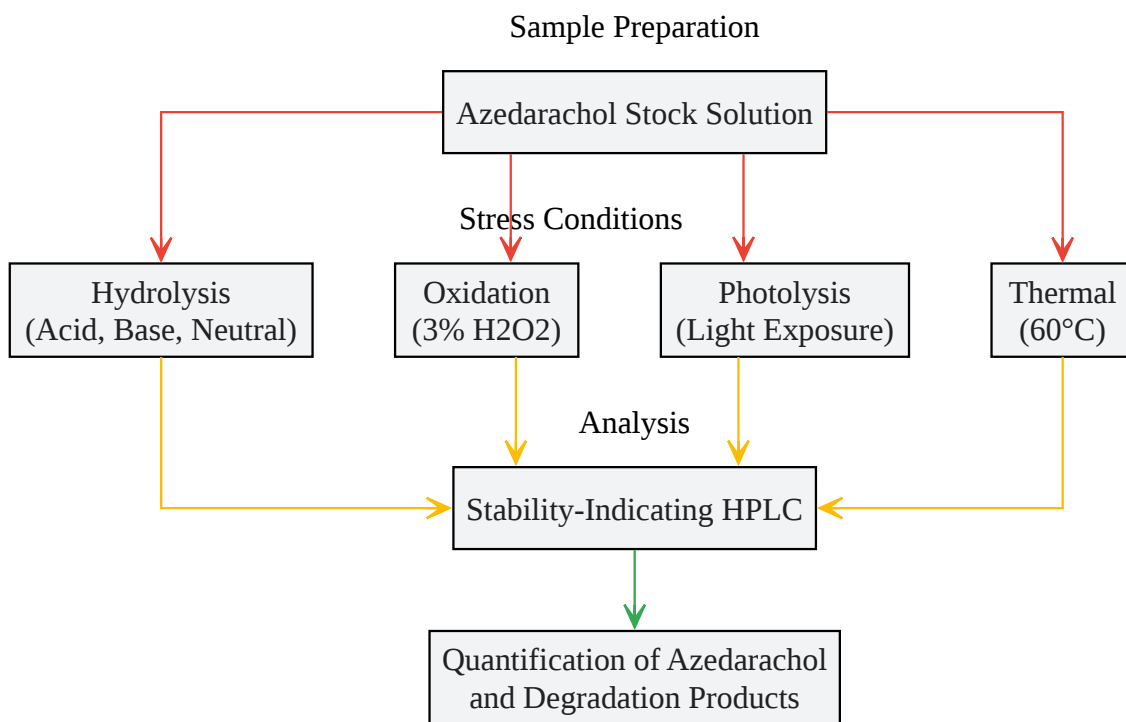 Sample Preparation
Azedarachol Stock Solution
Stress Conditions
Hydrolysis
(Acid, Base, Neutral)
Oxidation
(3% H2O2)
Photolysis
(Light Exposure)
Thermal
(60°C)
Analysis
Stability-Indicating HPLC
Quantification of Azedarachol
and Degradation Products